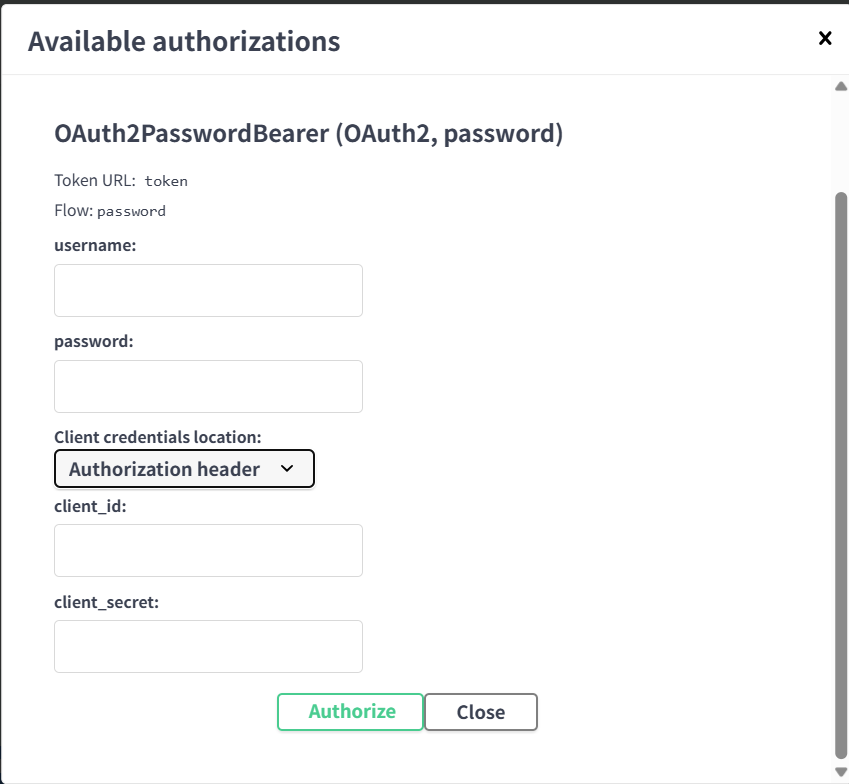 Available authorizations
OAuth2PasswordBearer (OAuth2, password)
Token URL: token
Flow: password
username:
password:
Client credentials location:
Authorization header
client_id:
client_secret:
Authorize
Close